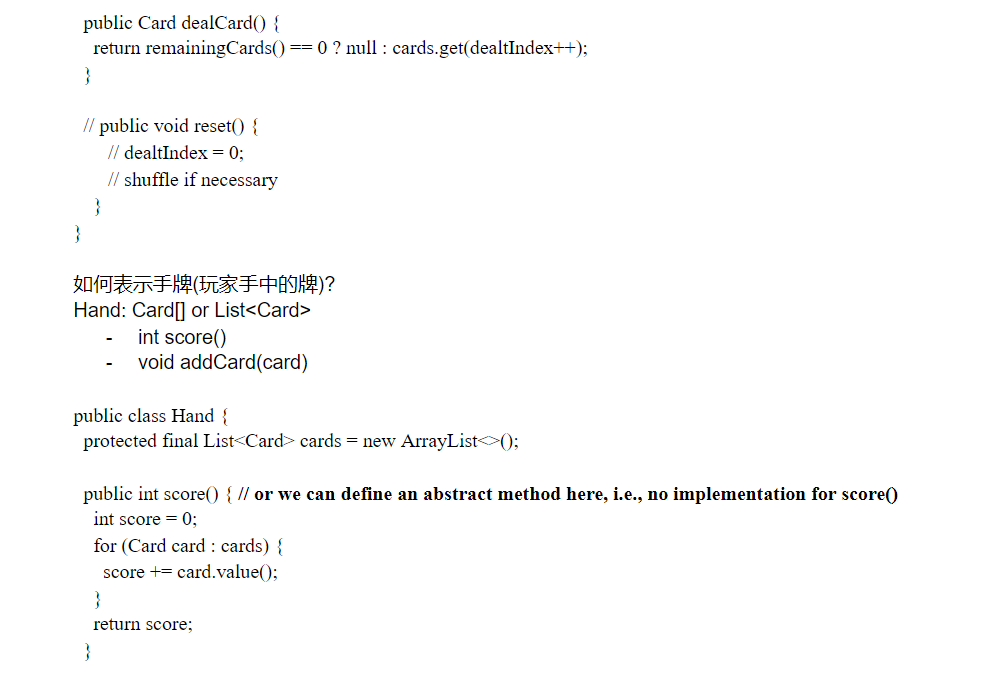 public Card dealCard() {
return remainingCards() == 0 ? null : cards.get(dealtIndex++);
}
// public void reset() {
// dealtIndex = 0;
// shuffle if necessary
}
}
如何表示手牌(玩家手中的牌)?
Hand: Card[] or List<Card>
- int score()
- void addCard(card)
public class Hand {
protected final List<Card> cards = new ArrayList<>();
public int score() { // or we can define an abstract method here, i.e., no implementation for score()
int score = 0;
for (Card card : cards) {
score += card.value();
}
return score;
}